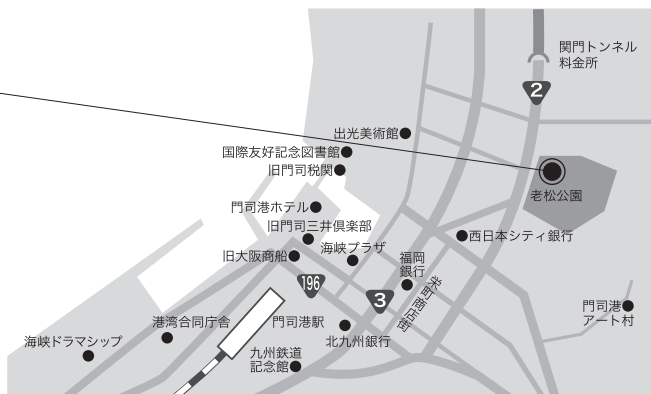 関門トンネル
料金所
2
出光美術館
国際友好記念図書館
旧門司税関
老松公園
門司港ホテル
旧門司三井倶楽部
西日本シティ銀行
海峡プラザ
旧大阪商船
福岡
銀行
196
3
栄町商店街
門司港
アート村
港湾合同庁舎
門司港駅
海峡ドラマシップ
北九州銀行
九州鉄道
記念館